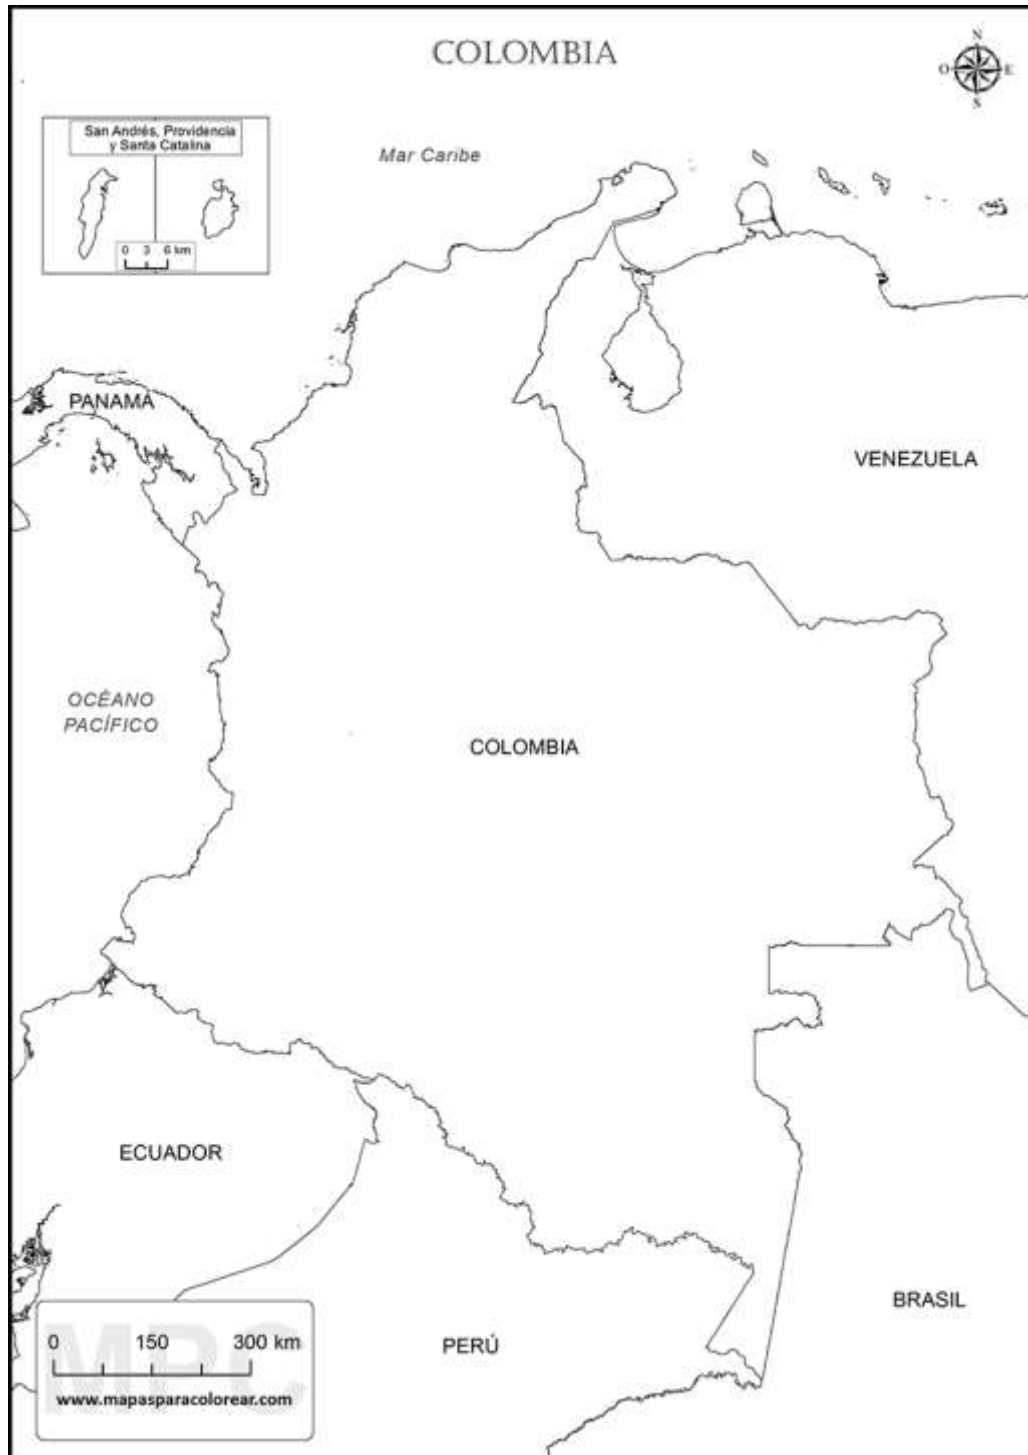 COLOMBIA
N
O
E
S
San Andrés, Providencia
y Santa Catalina
0 3 6 km
Mar Caribe
PANAMÁ
VENEZUELA
OCÉANO
PACÍFICO
COLOMBIA
ECUADOR
BRASIL
PERÚ
MPC
0 150 300 km
www.mapasparacolorear.com